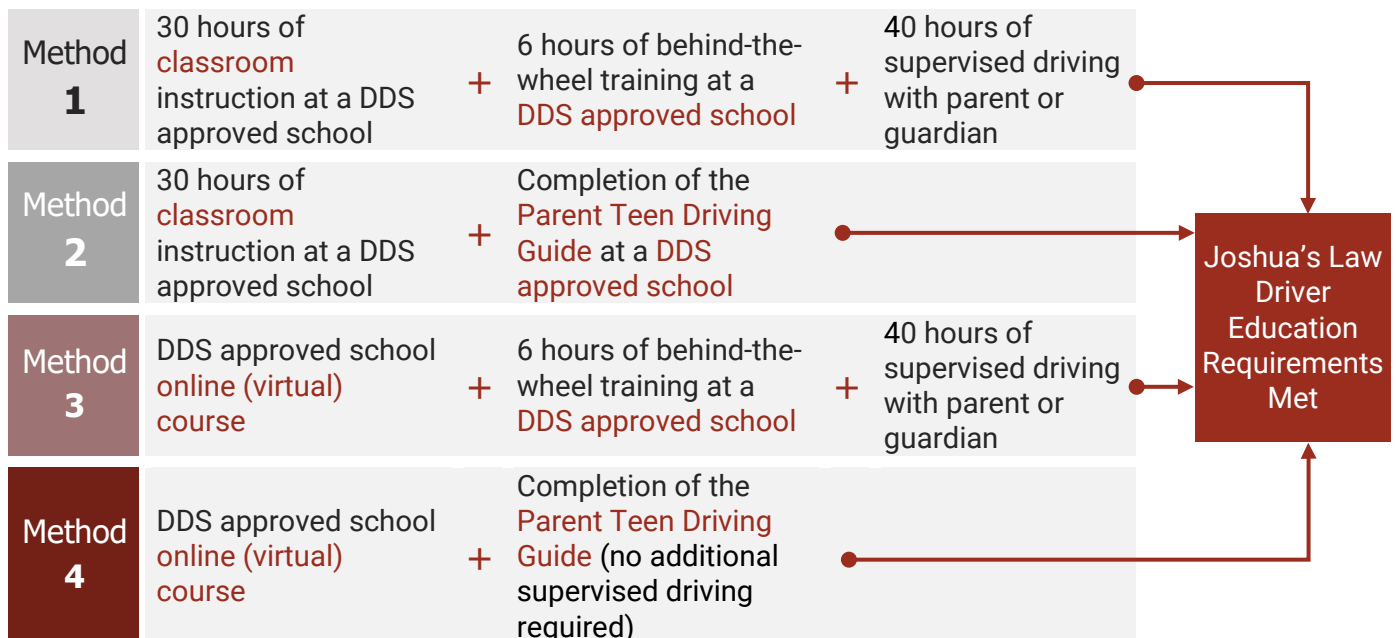 Method
1
30 hours of
classroom
instruction at a DDS
approved school
+
6 hours of behind-the-
wheel training at a
DDS approved school
+
40 hours of
supervised driving
with parent or
guardian
Method
2
30 hours of
classroom
instruction at a DDS
approved school
+
Completion of the
Parent Teen Driving
Guide at a DDS
approved school
Method
3
DDS approved school
online (virtual)
course
+
6 hours of behind-the-
wheel training at a
DDS approved school
+
40 hours of
supervised driving
with parent or
guardian
Method
4
DDS approved school
online (virtual)
course
+
Completion of the
Parent Teen Driving
Guide (no additional
supervised driving
required)
Joshua’s Law
Driver
Education
Requirements
Met